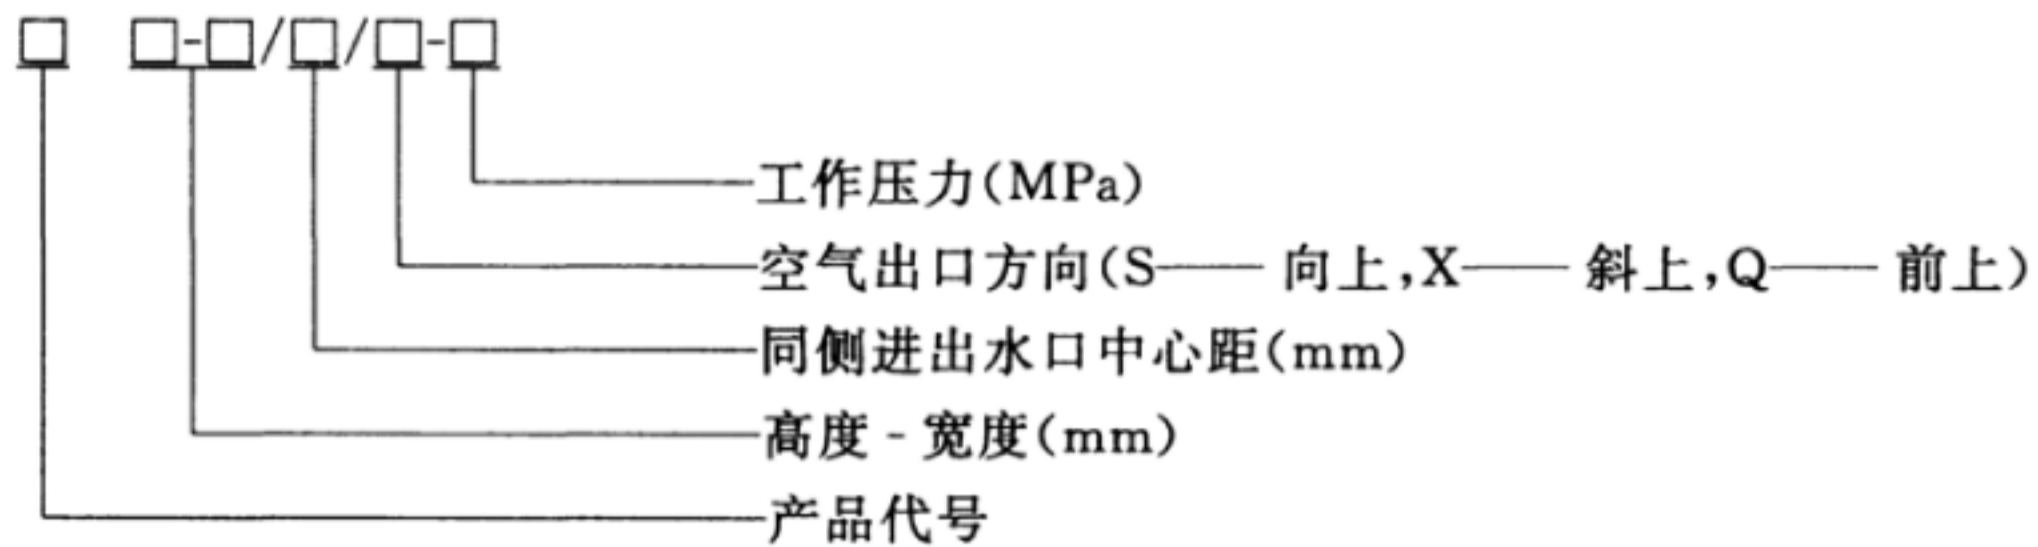 □ □-□/□/□-□
工作压力(MPa)
空气出口方向(S—— 向上,X—— 斜上,Q—— 前上)
同侧进出水口中心距(mm)
高度 - 宽度(mm)
产品代号